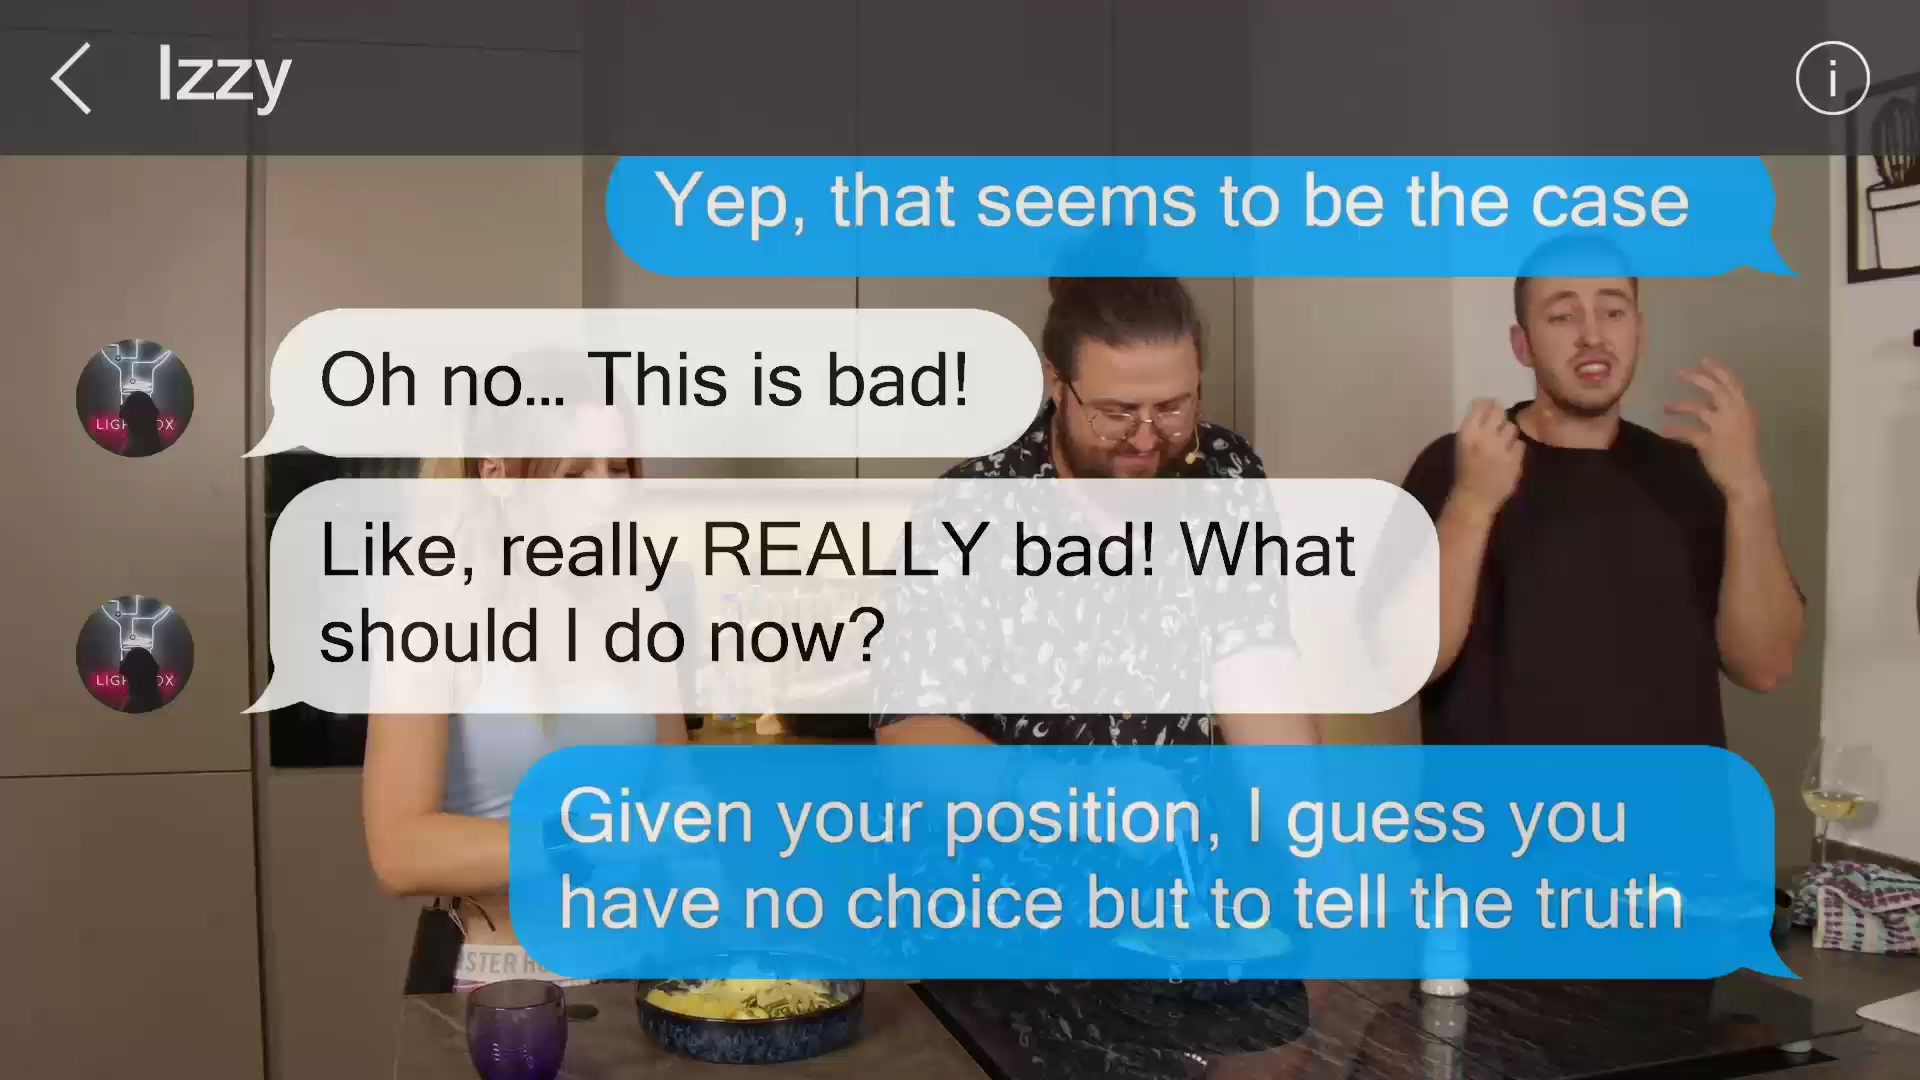 Izzy
Yep, that seems to be the case
Oh no... This is bad!
Like, really REALLY bad! What
should I do now?
Given your position, I guess you
have no choice but to tell the truth